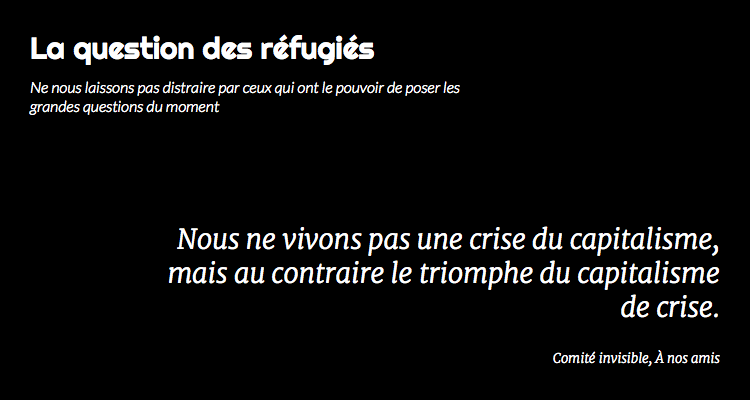 La question des réfugiés
Ne nous laissons pas distraire par ceux qui ont le pouvoir de poser les
grandes questions du moment
Nous ne vivons pas une crise du capitalisme,
mais au contraire le triomphe du capitalisme
de crise.
Comité invisible, À nos amis